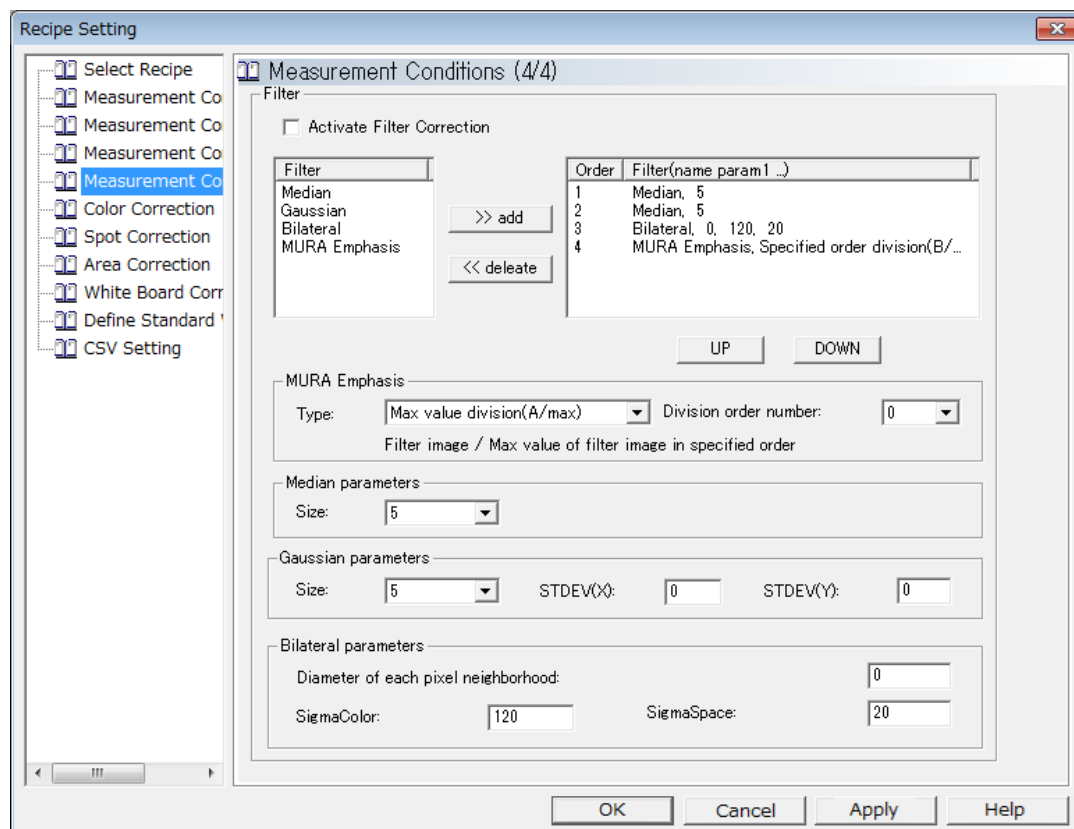 Recipe Setting
Select Recipe
Measurement Co
Measurement Co
Measurement Co
Measurement Co
Color Correction
Spot Correction
Area Correction
White Board Corr
Define Standard
CSV Setting
Measurement Conditions (4/4)
Filter
Activate Filter Correction
Filter
Median
Gaussian
Bilateral
MURA Emphasis
>> add
<< deleate
Order Filter(name param1 ...)
1 Median, 5
2 Median, 5
3 Bilateral, 0, 120, 20
4 MURA Emphasis, Specified order division(B/...
UP DOWN
MURA Emphasis
Type: Max value division(A/max) Division order number: 0
Filter image / Max value of filter image in specified order
Median parameters
Size: 5
Gaussian parameters
Size: 5 STDEV(X): 0 STDEV(Y): 0
Bilateral parameters
Diameter of each pixel neighborhood: 0
SigmaColor: 120 SigmaSpace: 20
OK Cancel Apply Help